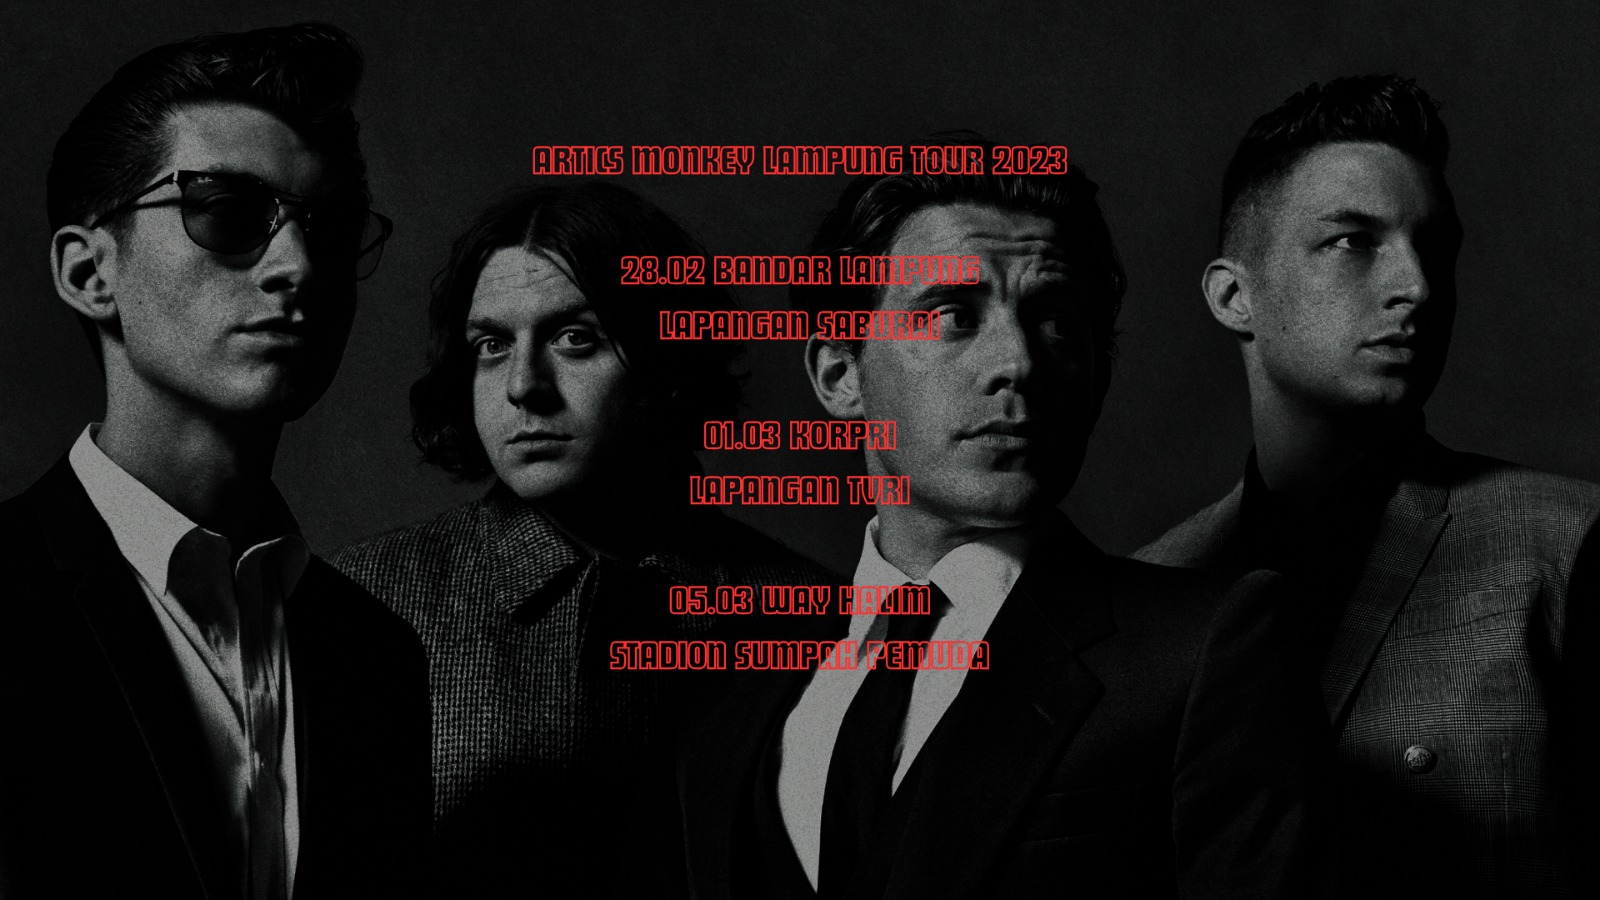 ARTICS MONKEY LAMPUNG TOUR 2023
28.02 BANDAR LAMPUNG
LAPANGAN SABURAI
01.03 KORPRI
LAPANGAN TVRI
05.03 WAY HALIM
STADION SUMPAH PEMUDA